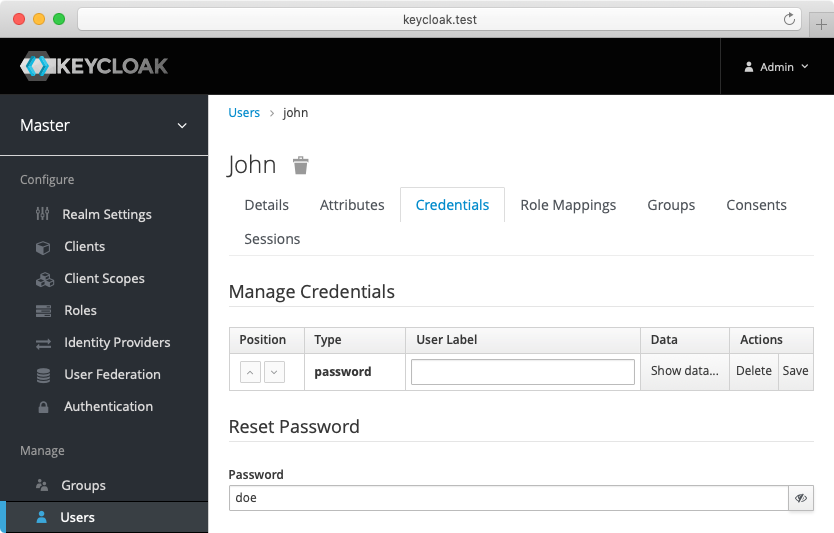 keycloak.test
KEYCLOAK
Admin
Master
Configure
Realm Settings
Clients
Client Scopes
Roles
Identity Providers
User Federation
Authentication
Manage
Groups
Users
Users > john
John
Details Attributes Credentials Role Mappings Groups Consents
Sessions
Manage Credentials
Position Type User Label Data Actions
password Show data... Delete Save
Reset Password
Password
doe